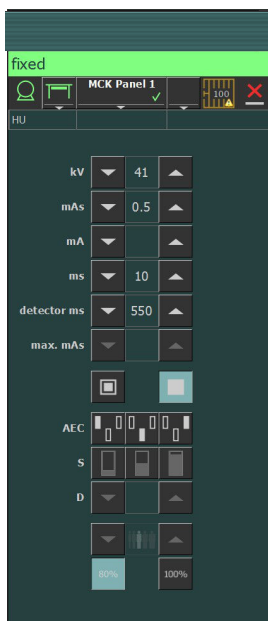 fixed
MCK Panel 1
100
HU
kV 41
mAs 0.5
mA
ms 10
detector ms 550
max. mAs
AEC
S
D
80% 100%